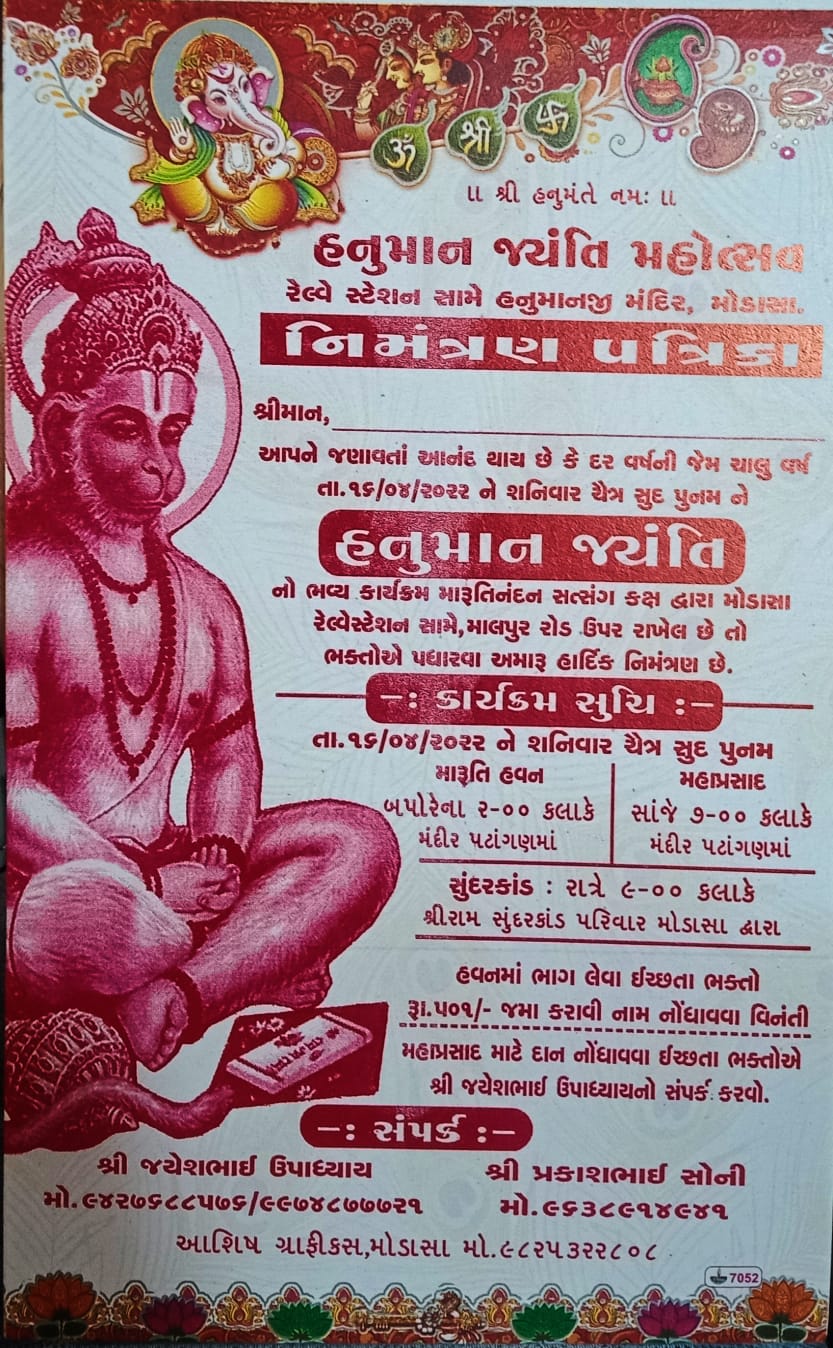 ૐ શ્રી 卐
॥ શ્રી હનુમંતે નમઃ ॥
હનુમાન જ્યંતિ મહોત્સવ
રેલ્વે સ્ટેશન સામે હનુમાનજી મંદિર, મોડાસા.
નિમંત્રણ પત્રિકા
શ્રીમાન,
આપને જણાવતાં આનંદ થાય છે કે દર વર્ષની જેમ ચાલુ વર્ષે
તા.૧૬/૦૪/૨૦૨૨ ને શનિવાર ચૈત્ર સુદ પુનમ ને
હનુમાન જ્યંતિ
નો ભવ્ય કાર્યક્રમ મારૂતિનંદન સત્સંગ કક્ષ દ્વારા મોડાસા
રેલ્વેસ્ટેશન સામે,માલપુર રોડ ઉપર રાખેલ છે તો
ભક્તોએ પધારવા અમારૂ હાર્દિક નિમંત્રણ છે.
-: કાર્યક્રમ સુચિ :-
તા.૧૬/૦૪/૨૦૨૨ ને શનિવાર ચૈત્ર સુદ પુનમ
મારૂતિ હવન
બપોરેના ૨-૦૦ કલાકે
મંદીર પટાંગણમાં
મહાપ્રસાદ
સાંજે ૭-૦૦ કલાકે
મંદીર પટાંગણમાં
સુંદરકાંડ : રાત્રે ૯-૦૦ કલાકે
શ્રીરામ સુંદરકાંડ પરિવાર મોડાસા દ્વારા
હવનમાં ભાગ લેવા ઈચ્છતા ભક્તો
રૂા.૫૦૧/- જમા કરાવી નામ નોંધાવવા વિનંતી
મહાપ્રસાદ માટે દાન નોંધાવવા ઈચ્છતા ભક્તોએ
શ્રી જયેશભાઈ ઉપાધ્યાયનો સંપર્ક કરવો.
-: સંપર્ક :-
શ્રી જયેશભાઈ ઉપાધ્યાય
મો.૯૪૨૭૬૮૮૫૭૬/૯૯૭૪૮૭૭૭૨૧
શ્રી પ્રકાશભાઈ સોની
મો.૯૬૩૮૯૧૪૯૪૧
આશિષ ગ્રાફીકસ,મોડાસા મો.૯૮૨૫૩૨૨૮૦૮
7052